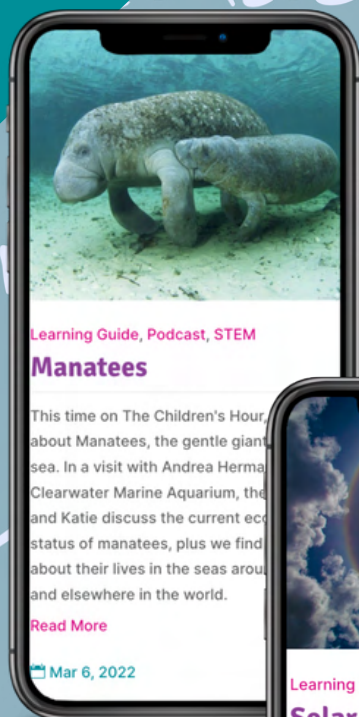 Learning Guide, Podcast, STEM
Manatees
This time on The Children's Hour,
about Manatees, the gentle giant
sea. In a visit with Andrea Herma
Clearwater Marine Aquarium, the
and Katie discuss the current eco
status of manatees, plus we find
about their lives in the seas arou
and elsewhere in the world.
Read More
Mar 6, 2022
Learning
Solar